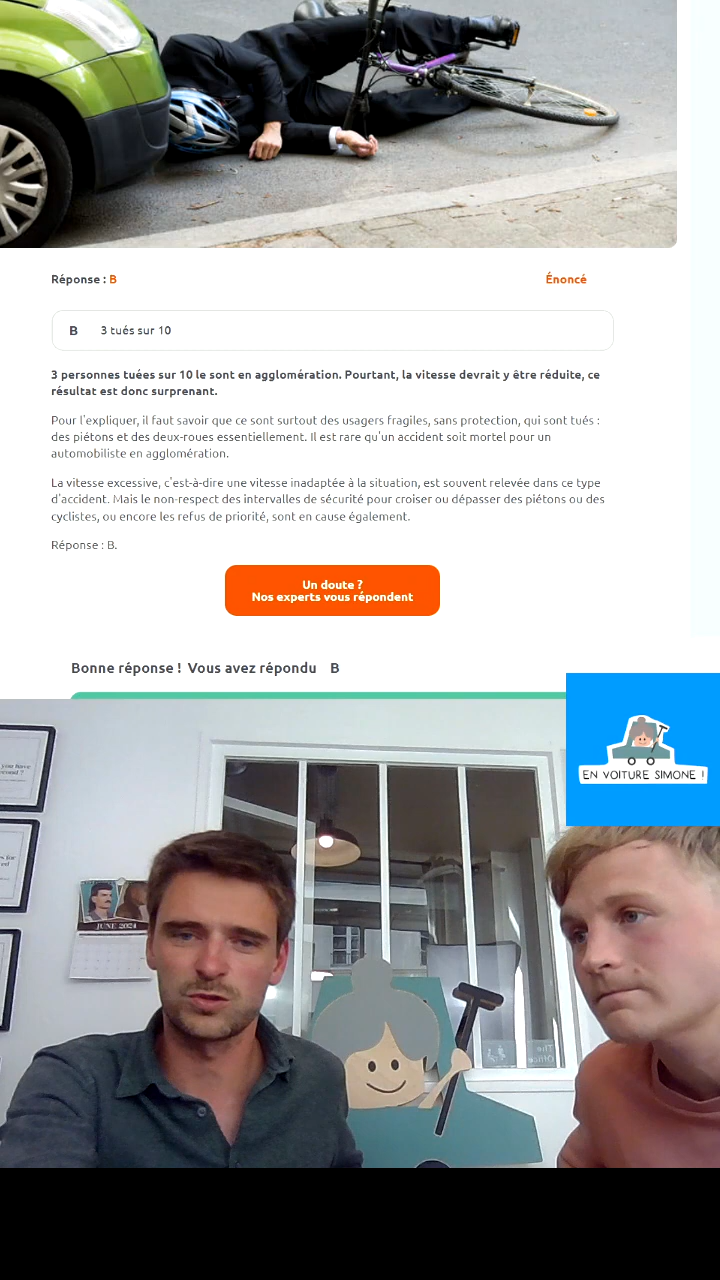 Réponse : B
Énoncé
B 3 tués sur 10
3 personnes tuées sur 10 le sont en agglomération. Pourtant, la vitesse devrait y être réduite, ce
résultat est donc surprenant.
Pour l'expliquer, il faut savoir que ce sont surtout des usagers fragiles, sans protection, qui sont tués :
des piétons et des deux-roues essentiellement. Il est rare qu'un accident soit mortel pour un
automobiliste en agglomération.
La vitesse excessive, c'est-à-dire une vitesse inadaptée à la situation, est souvent relevée dans ce type
d'accident. Mais le non-respect des intervalles de sécurité pour croiser ou dépasser des piétons ou des
cyclistes, ou encore les refus de priorité, sont en cause également.
Réponse : B.
Un doute ?
Nos experts vous répondent
Bonne réponse ! Vous avez répondu B
EN VOITURE SIMONE !
you have
JUNE 2024
The
Office